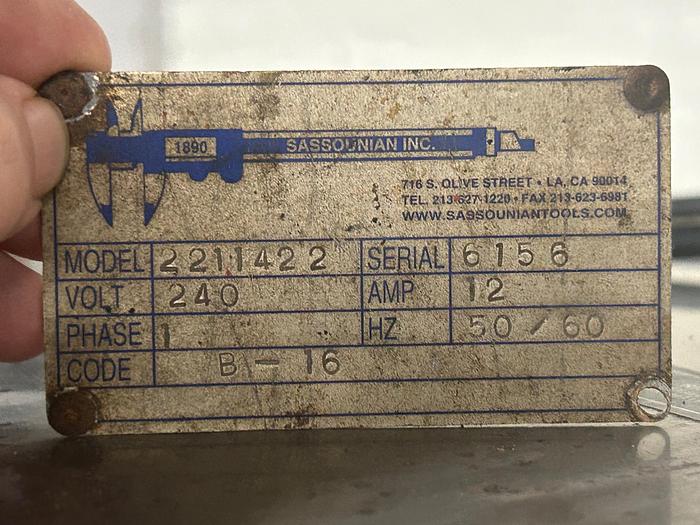 1890 SASSOUNIAN INC.
716 S. OLIVE STREET • LA, CA 90014
TEL. 213-627-1220 • FAX 213-623-6981
WWW.SASSOUNIANTOOLS.COM
MODEL 2211422 SERIAL 6156
VOLT 240 AMP 12
PHASE 1 HZ 50/60
CODE B-16